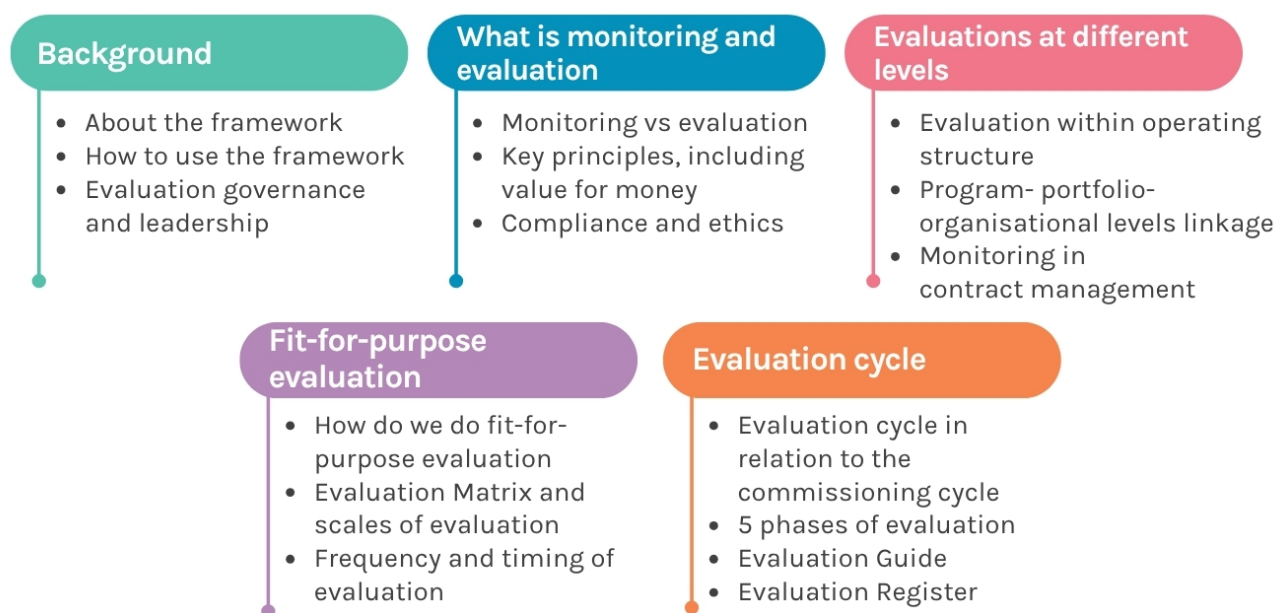 Background
• About the framework
• How to use the framework
• Evaluation governance
and leadership
What is monitoring and
evaluation
• Monitoring vs evaluation
• Key principles, including
value for money
• Compliance and ethics
Evaluations at different
levels
• Evaluation within operating
structure
• Program- portfolio-
organisational levels linkage
• Monitoring in
contract management
Fit-for-purpose
evaluation
• How do we do fit-for-
purpose evaluation
• Evaluation Matrix and
scales of evaluation
• Frequency and timing of
evaluation
Evaluation cycle
• Evaluation cycle in
relation to the
commissioning cycle
• 5 phases of evaluation
• Evaluation Guide
• Evaluation Register